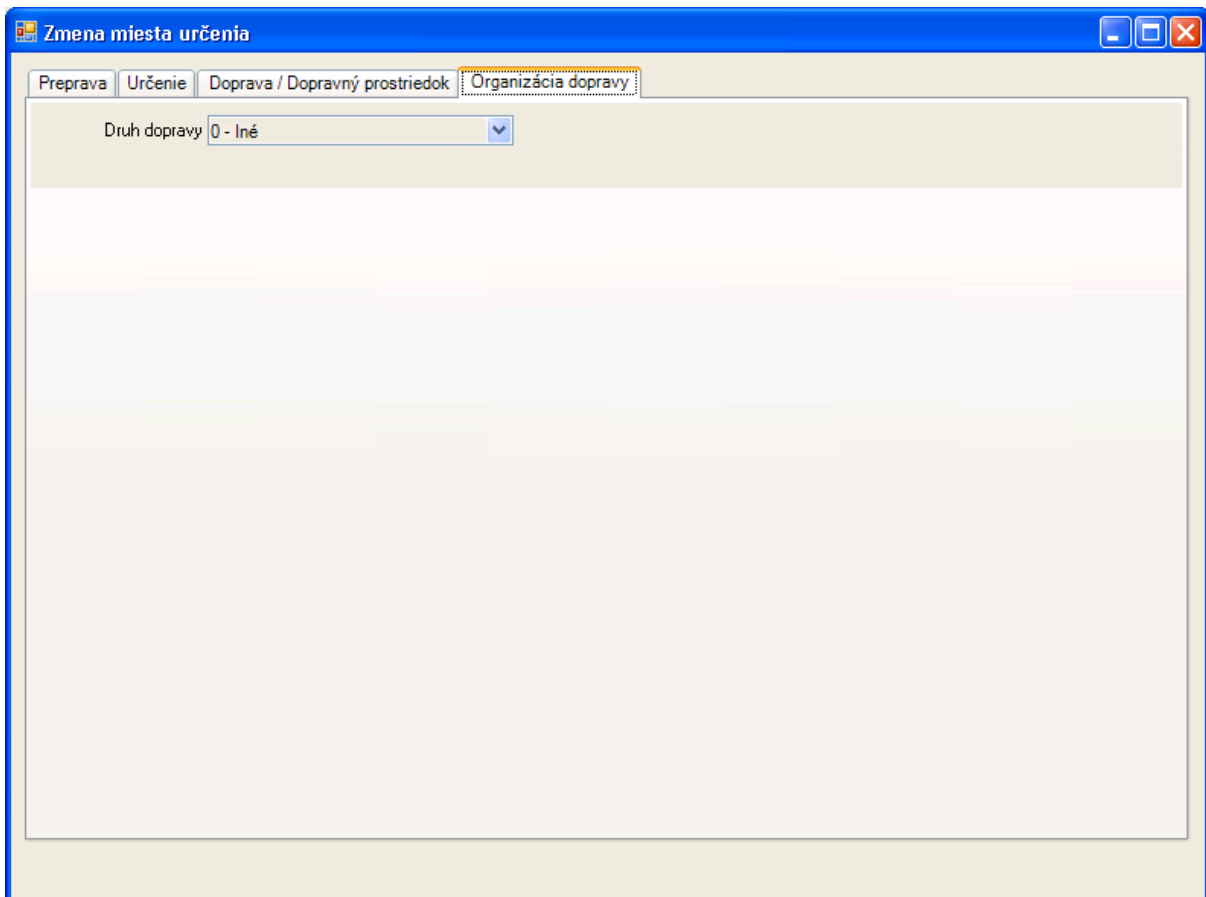 Zmena miesta určenia
Preprava Určenie Doprava / Dopravný prostriedok Organizácia dopravy
Druh dopravy 0 - Iné